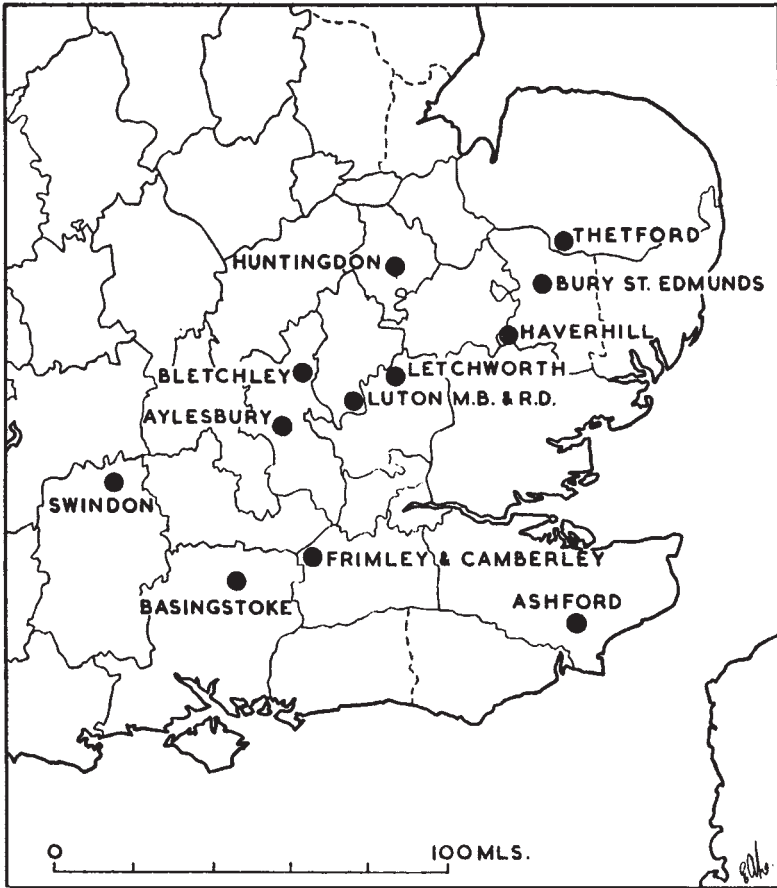 THETFORD
HUNTINGDON
BURY ST. EDMUNDS
HAVERHILL
BLETCHLEY
LETCHWORTH
LUTON M.B. & R.D.
AYLESBURY
SWINDON
FRIMLEY & CAMBERLEY
BASINGSTOKE
ASHFORD
0 100 MLS.